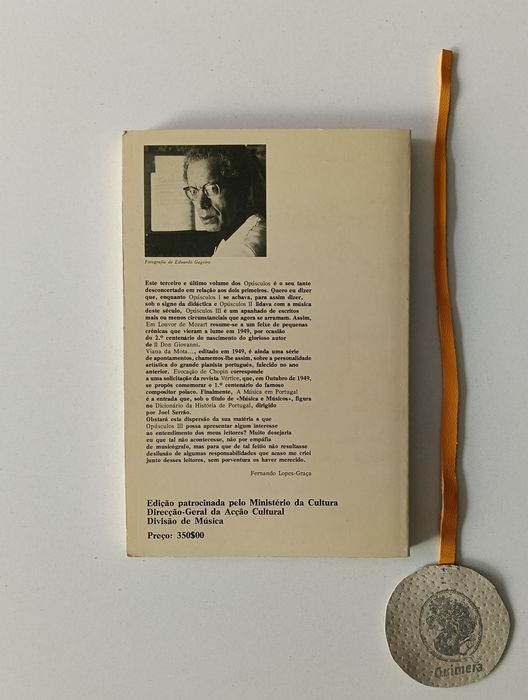 Fotografia de Eduardo Gageiro
Este terceiro e último volume dos Opúsculos é o seu tanto
desconcertado em relação aos dois primeiros. Quero eu dizer
que, enquanto Opúsculos I se achava, para assim dizer,
sob o signo da didáctica e Opúsculos II lidava com a música
deste século, Opúsculos III é um apanhado de escritos
mais ou menos circunstanciais que agora se arrumam. Assim,
Em Louvor de Mozart resume-se a um feixe de pequenas
crónicas que vieram a lume em 1949, por ocasião
do 2.º centenário do nascimento do glorioso autor
de Il Don Giovanni.
Viana da Mota..., editado em 1949, é ainda uma série
de apontamentos, chamemos-lhe assim, sobre a personalidade
artística do grande pianista português, falecido no ano
anterior. Evocação de Chopin corresponde
a uma solicitação da revista Vértice, que, em Outubro de 1949,
se propôs comemorar o 1.º centenário do famoso
compositor polaco. Finalmente, A Música em Portugal
é a entrada que, sob o título de «Música e Músicos», figura
no Dicionário da História de Portugal, dirigido
por Joel Serrão.
Obstará esta dispersão da sua matéria a que
Opúsculos III possa apresentar algum interesse
ao entendimento dos meus leitores? Muito desejaria
eu que tal não acontecesse, não por empáfia
de musicógrafo, mas para que de tal feitio não resultasse
desilusão de algumas responsabilidades que acaso me criei
junto desses leitores, sem porventura os haver merecido.
Fernando Lopes-Graça
Edição patrocinada pelo Ministério da Cultura
Direcção-Geral da Acção Cultural
Divisão de Música
Preço: 350$00
Quimera